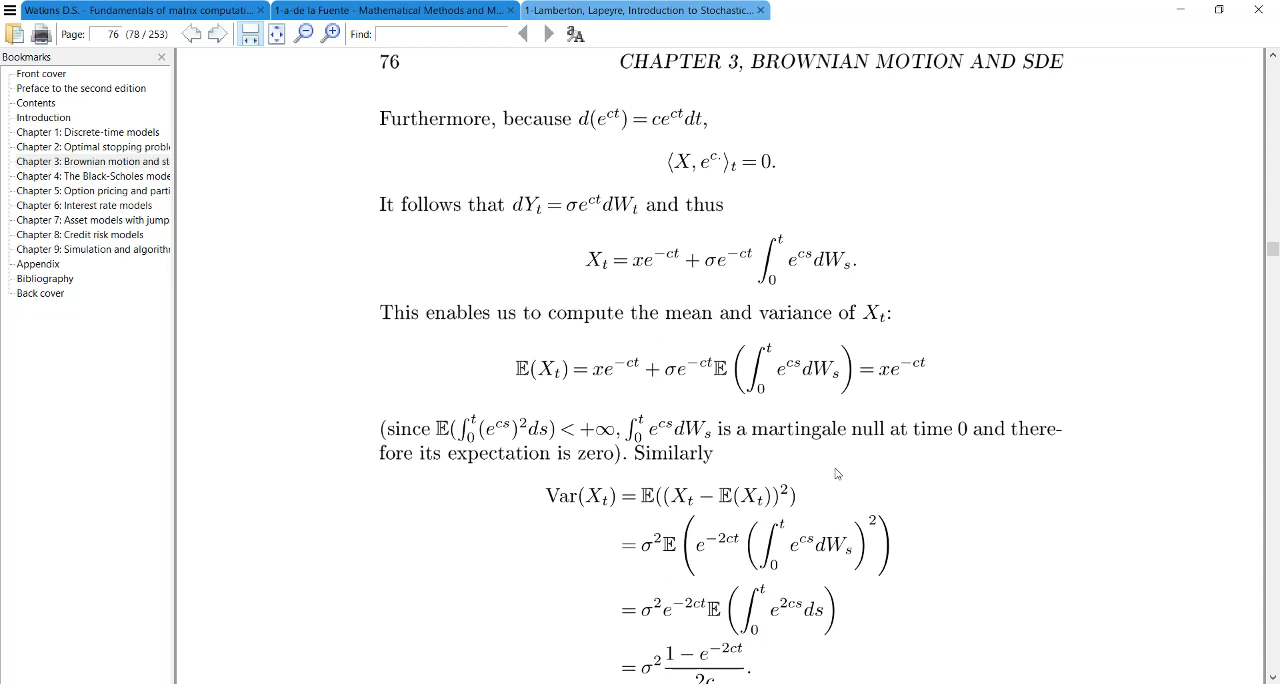 Watkins D.S. - Fundamentals of matrix computati... × 1-a-de la Fuente - Mathematical Methods and M... × 1-Lamberton, Lapeyre, Introduction to Stochastic... ×
Page: 76 (78 / 253) Find:
Bookmarks
Front cover
Preface to the second edition
Contents
Introduction
Chapter 1: Discrete-time models
Chapter 2: Optimal stopping probl
Chapter 3: Brownian motion and st
Chapter 4: The Black-Scholes mode
Chapter 5: Option pricing and parti
Chapter 6: Interest rate models
Chapter 7: Asset models with jump
Chapter 8: Credit risk models
Chapter 9: Simulation and algorithm
Appendix
Bibliography
Back cover
76 CHAPTER 3, BROWNIAN MOTION AND SDE
Furthermore, because d(e^{ct}) = ce^{ct}dt,
⟨X, e^{c·}⟩_t = 0.
It follows that dY_t = σe^{ct}dW_t and thus
X_t = xe^{−ct} + σe^{−ct} ∫_0^t e^{cs}dW_s.
This enables us to compute the mean and variance of X_t:
𝔼(X_t) = xe^{−ct} + σe^{−ct}𝔼(∫_0^t e^{cs}dW_s) = xe^{−ct}
(since 𝔼(∫_0^t (e^{cs})^2 ds) < +∞, ∫_0^t e^{cs}dW_s is a martingale null at time 0 and there-
fore its expectation is zero). Similarly
Var(X_t) = 𝔼((X_t − 𝔼(X_t))^2)
= σ^2𝔼(e^{−2ct}(∫_0^t e^{cs}dW_s)^2)
= σ^2e^{−2ct}𝔼(∫_0^t e^{2cs}ds)
= σ^2 (1 − e^{−2ct})/2c.